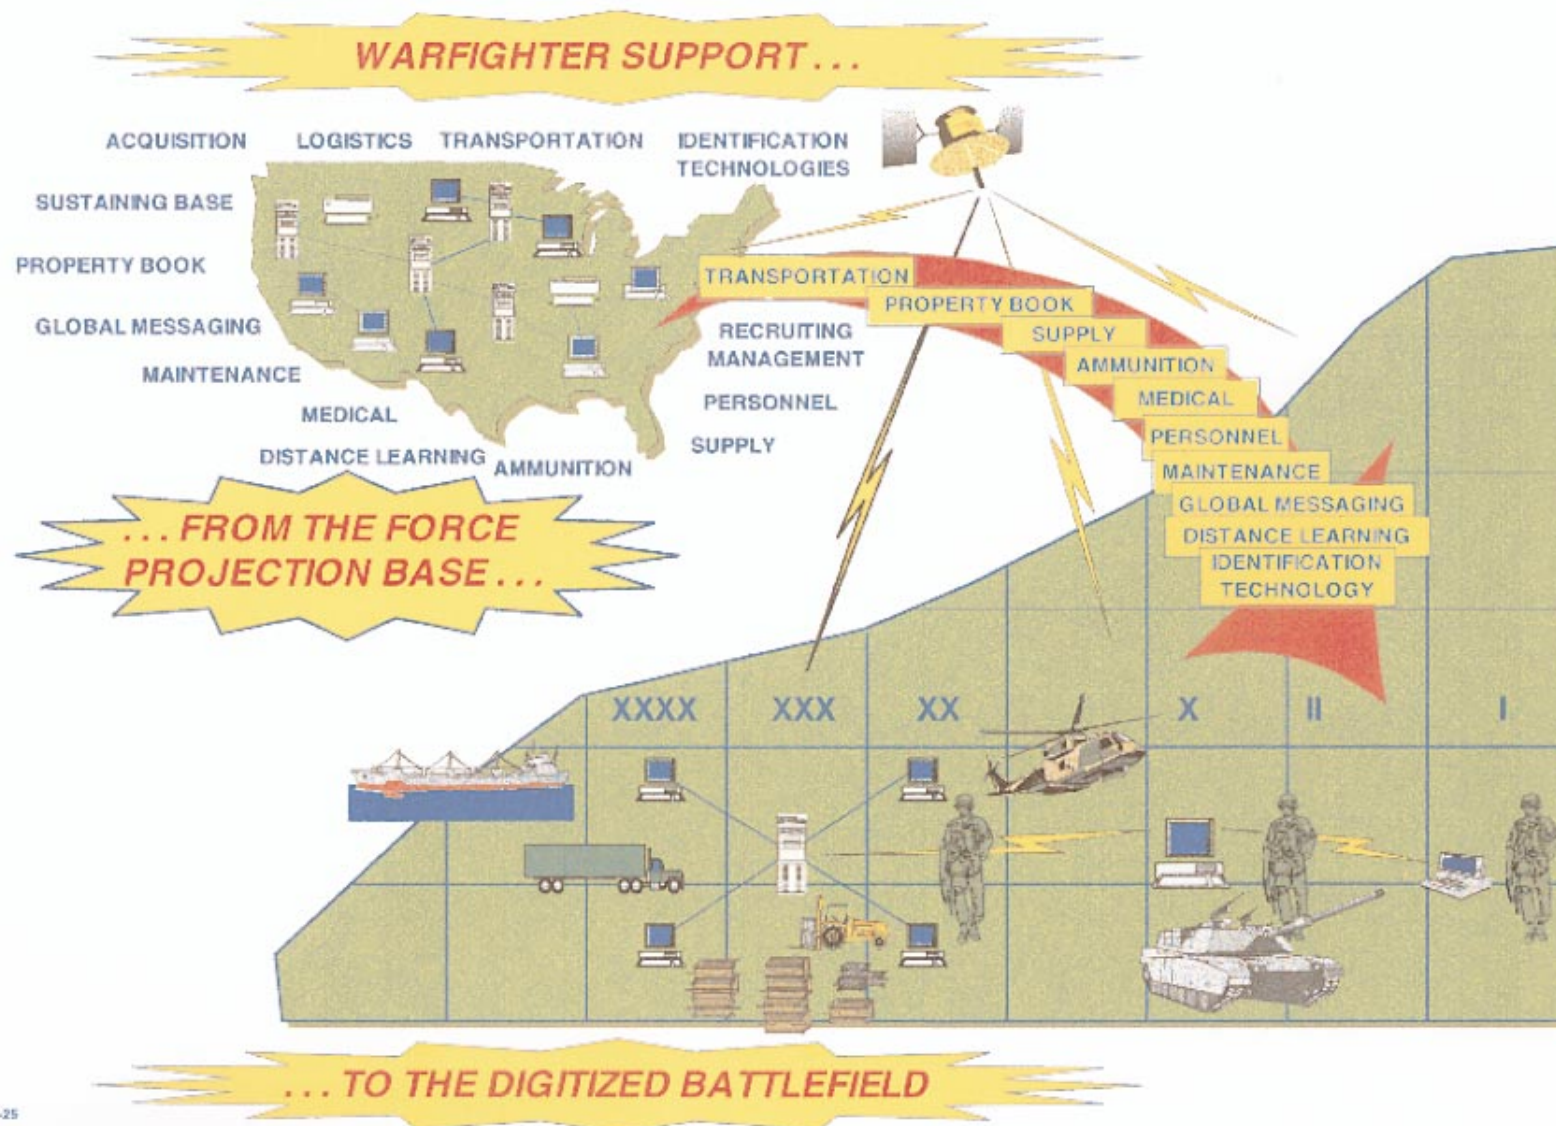 WARFIGHTER SUPPORT . . .
ACQUISITION
LOGISTICS
TRANSPORTATION
IDENTIFICATION
TECHNOLOGIES
SUSTAINING BASE
PROPERTY BOOK
GLOBAL MESSAGING
MAINTENANCE
MEDICAL
DISTANCE LEARNING
AMMUNITION
RECRUITING
MANAGEMENT
PERSONNEL
SUPPLY
TRANSPORTATION
PROPERTY BOOK
SUPPLY
AMMUNITION
MEDICAL
PERSONNEL
MAINTENANCE
GLOBAL MESSAGING
DISTANCE LEARNING
IDENTIFICATION
TECHNOLOGY
. . . FROM THE FORCE
PROJECTION BASE . . .
XXXX
XXX
XX
X
II
I
. . . TO THE DIGITIZED BATTLEFIELD
-25